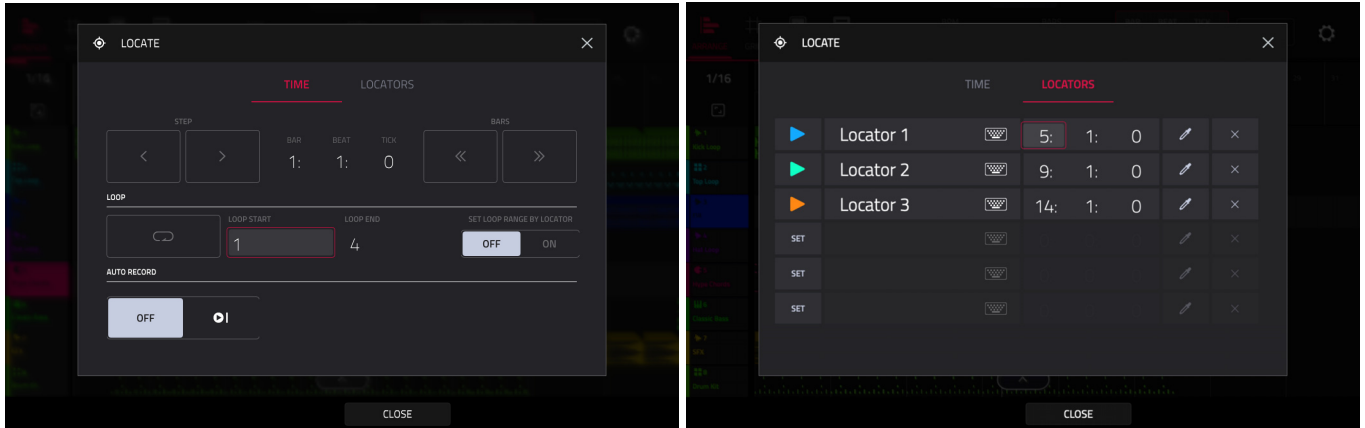 LOCATE
TIME LOCATORS
STEP BARS
BAR BEAT TICK
1: 1: 0
LOOP
LOOP START LOOP END SET LOOP RANGE BY LOCATOR
1 4 OFF ON
AUTO RECORD
OFF
CLOSE
LOCATE
1/16
TIME LOCATORS
Locator 1 5: 1: 0
Locator 2 9: 1: 0
Locator 3 14: 1: 0
SET
SET
SET
CLOSE